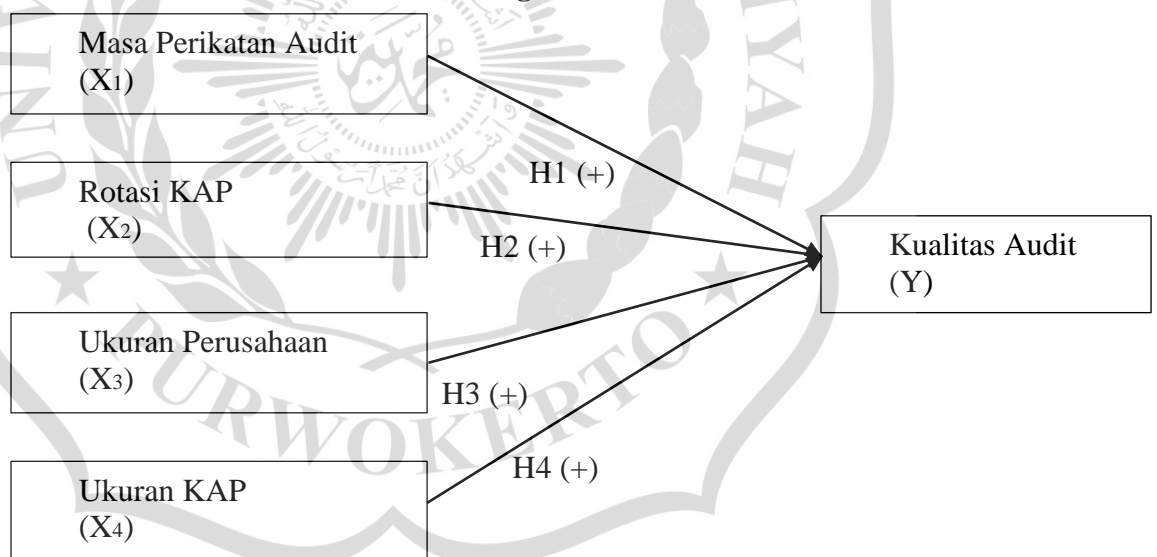 Masa Perikatan Audit
(X1)
H1 (+)
Rotasi KAP
(X2)
H2 (+)
Kualitas Audit
(Y)
Ukuran Perusahaan
(X3)
H3 (+)
H4 (+)
Ukuran KAP
(X4)
PURWOKERTO